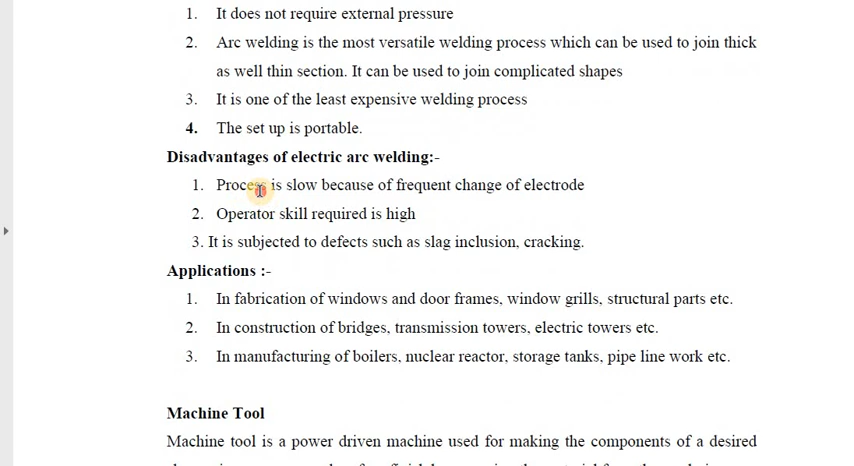 1. It does not require external pressure
2. Arc welding is the most versatile welding process which can be used to join thick
as well thin section. It can be used to join complicated shapes
3. It is one of the least expensive welding process
4. The set up is portable.
Disadvantages of electric arc welding:-
1. Process is slow because of frequent change of electrode
2. Operator skill required is high
3. It is subjected to defects such as slag inclusion, cracking.
Applications :-
1. In fabrication of windows and door frames, window grills, structural parts etc.
2. In construction of bridges, transmission towers, electric towers etc.
3. In manufacturing of boilers, nuclear reactor, storage tanks, pipe line work etc.
Machine Tool
Machine tool is a power driven machine used for making the components of a desired